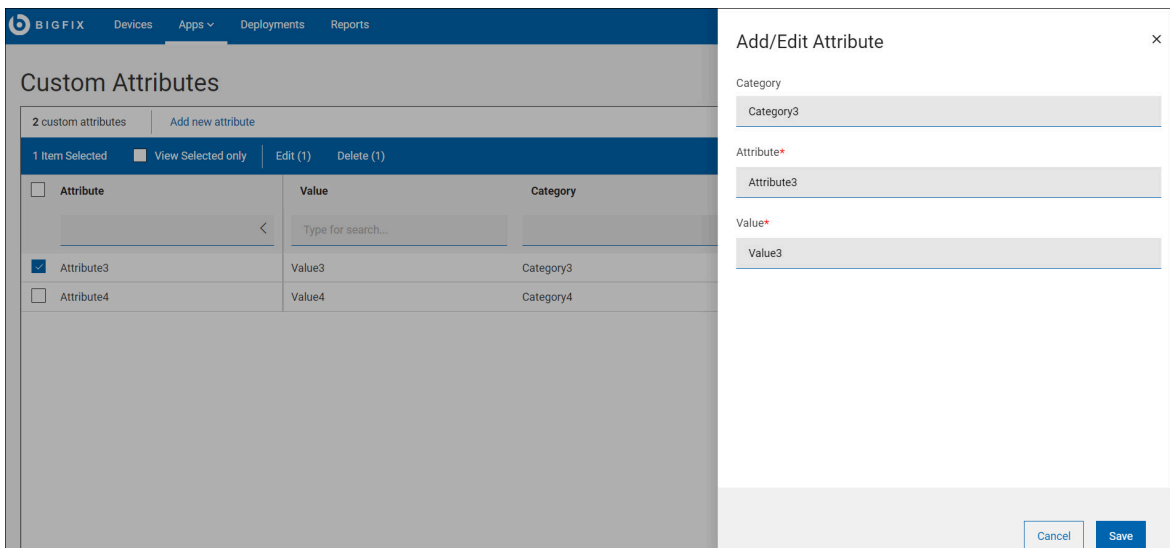 BIGFIX Devices Apps Deployments Reports
Custom Attributes
2 custom attributes Add new attribute
1 Item Selected View Selected only Edit (1) Delete (1)
Attribute Value Category
Type for search...
Attribute3 Value3 Category3
Attribute4 Value4 Category4
Add/Edit Attribute ×
Category
Category3
Attribute*
Attribute3
Value*
Value3
Cancel Save